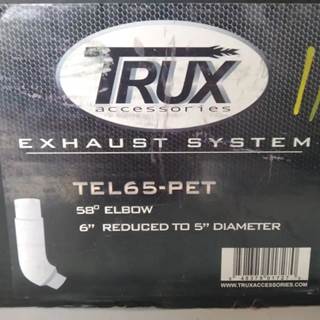 TRUX
accessories
EXHAUST SYSTEM
TEL65-PET
58° ELBOW
6" REDUCED TO 5" DIAMETER
WWW.TRUXACCESSORIES.COM